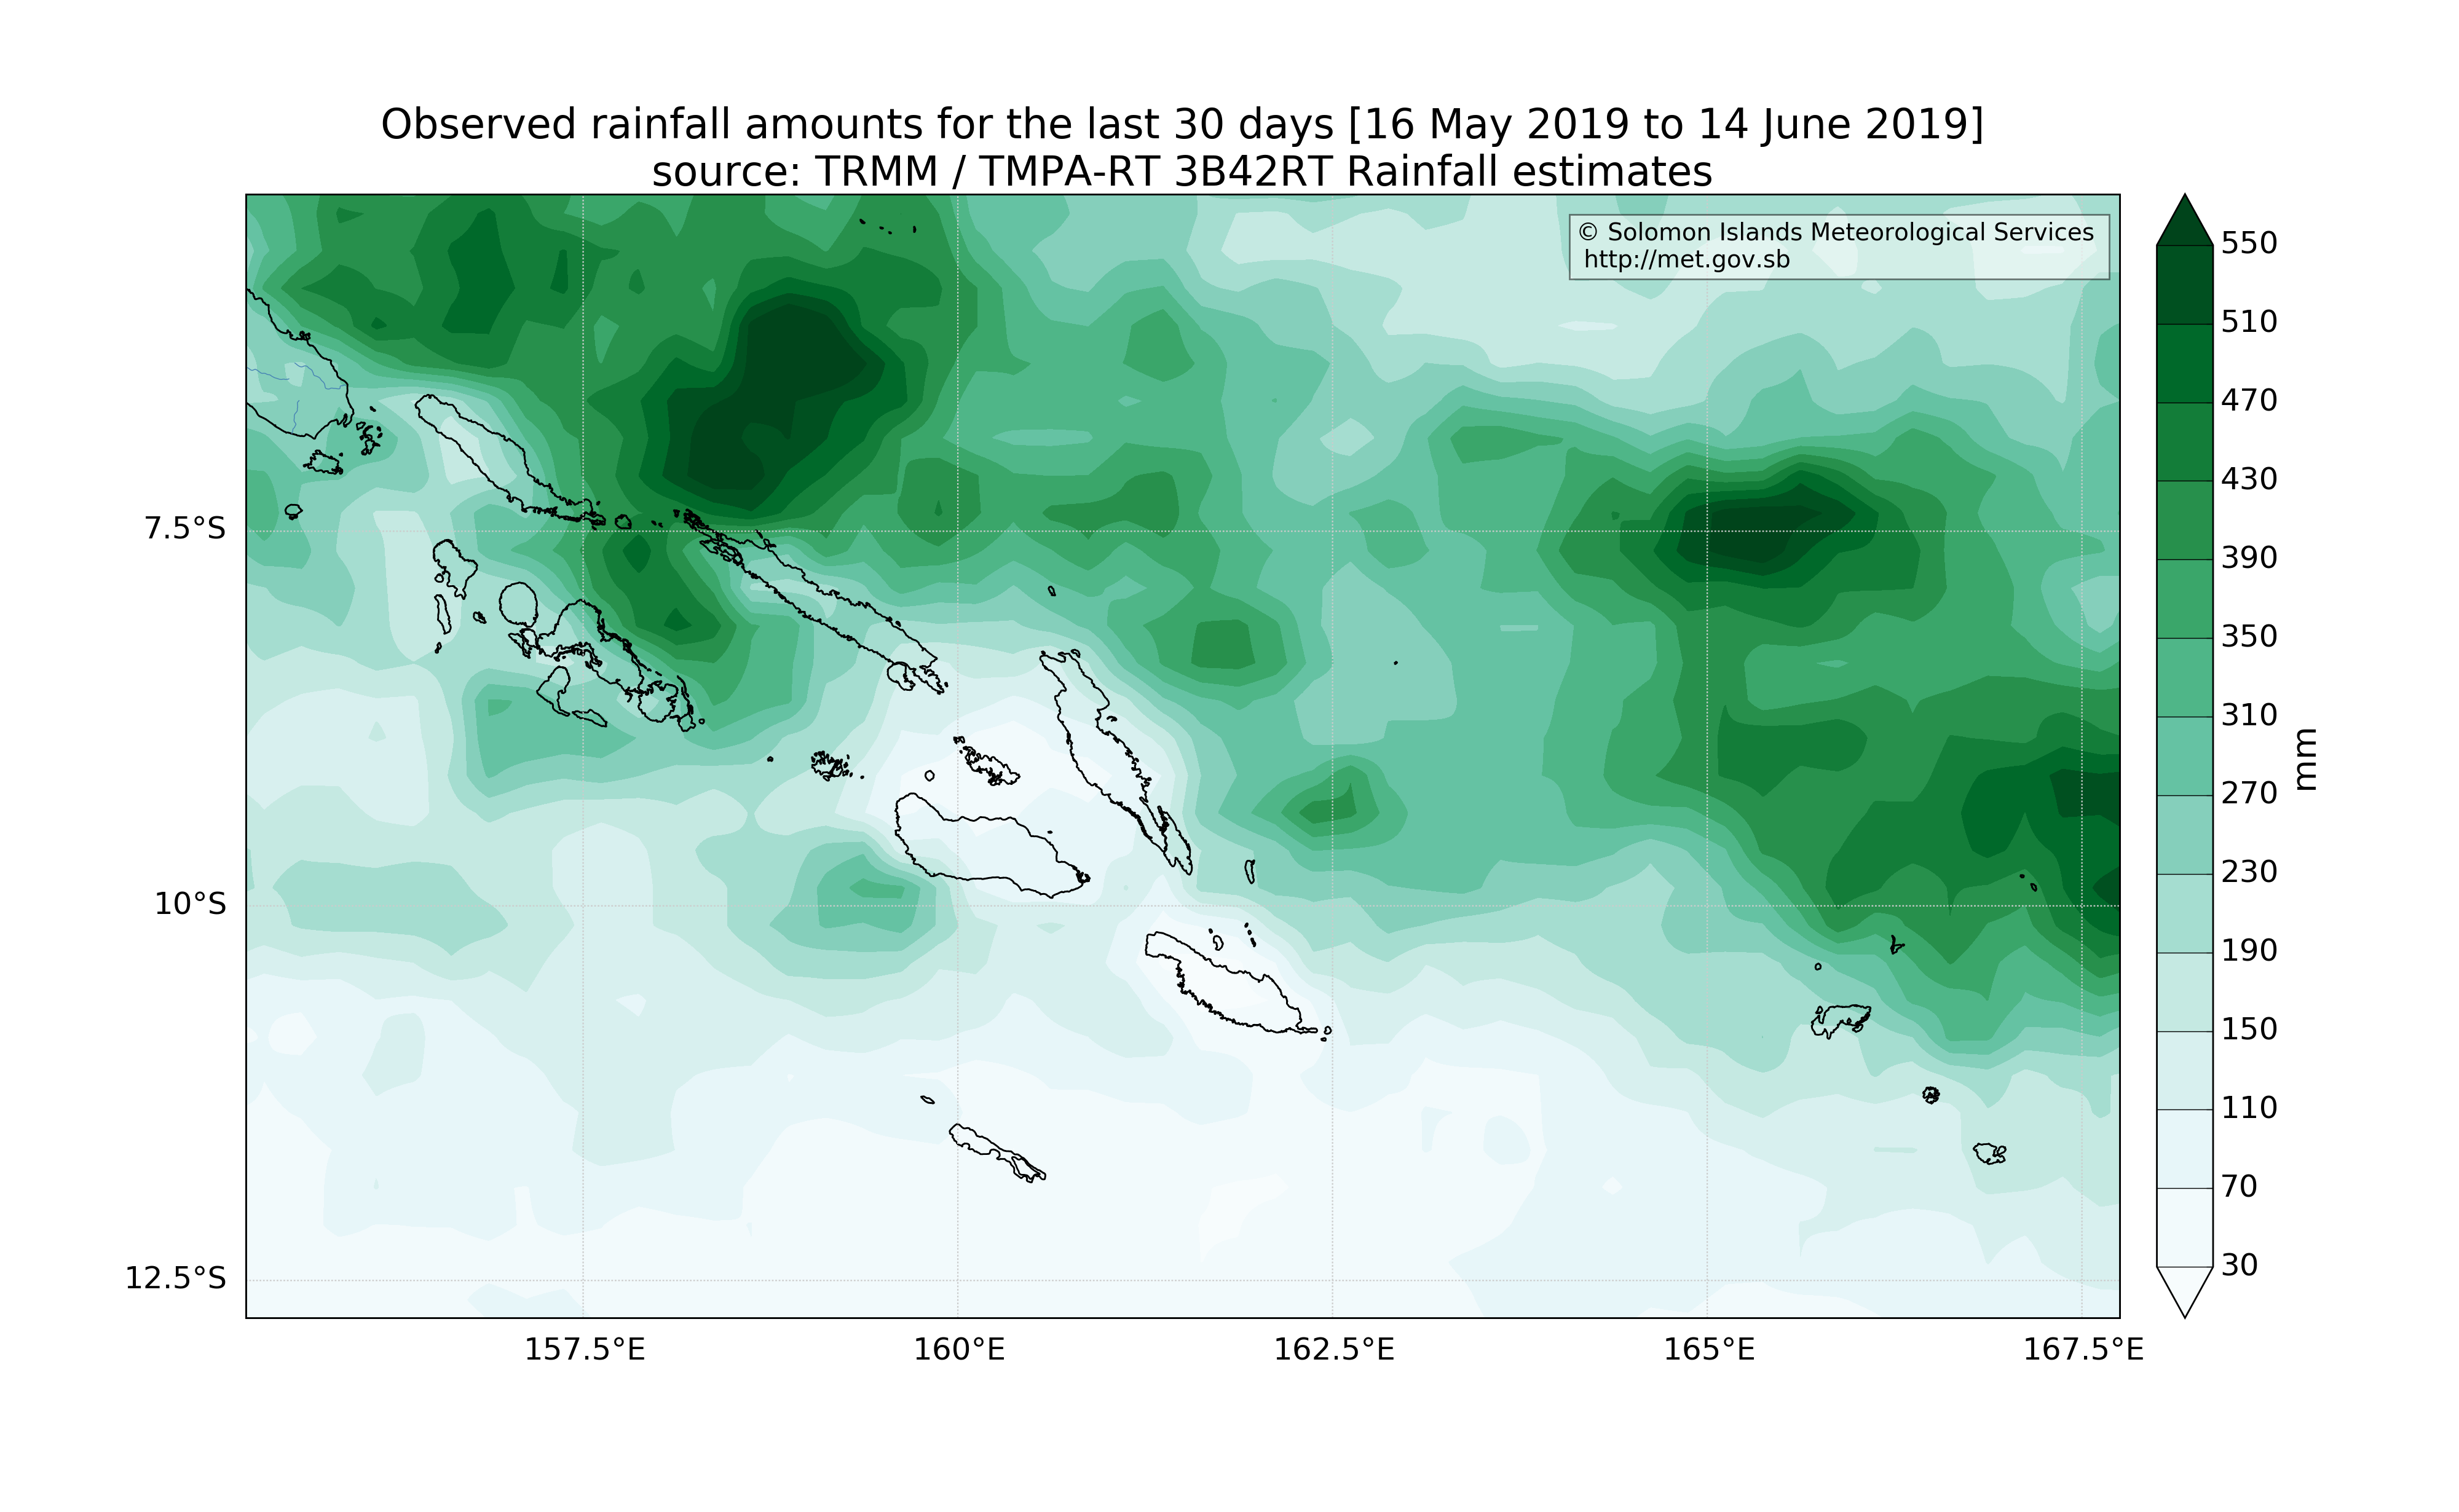 Observed rainfall amounts for the last 30 days [16 May 2019 to 14 June 2019]
source: TRMM / TMPA-RT 3B42RT Rainfall estimates
© Solomon Islands Meteorological Services
http://met.gov.sb
7.5°S
10°S
12.5°S
157.5°E
160°E
162.5°E
165°E
167.5°E
550
510
470
430
390
350
310
270
230
190
150
110
70
30
mm